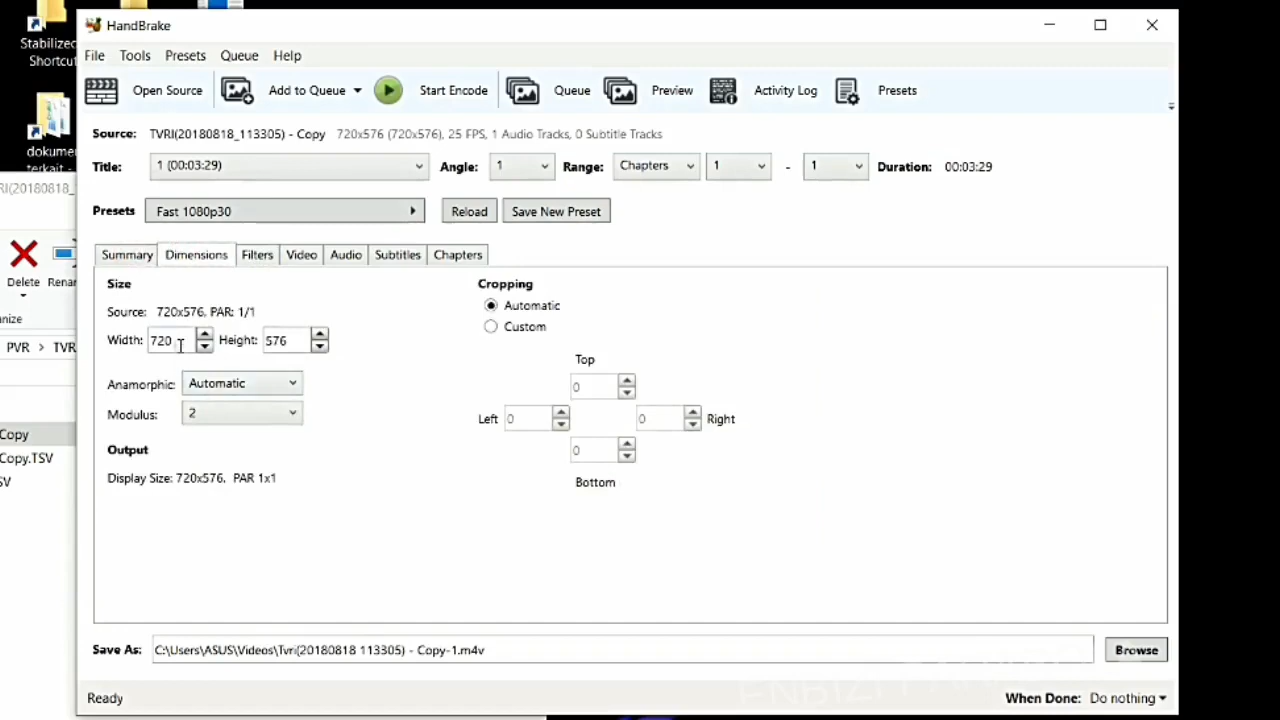 Stabilized
Shortcut
dokumen
terkait -
HandBrake
File Tools Presets Queue Help
Open Source Add to Queue Start Encode Queue Preview Activity Log Presets
Source: TVRI(20180818_113305) - Copy 720x576 (720x576), 25 FPS, 1 Audio Tracks, 0 Subtitle Tracks
Title: 1 (00:03:29) Angle: 1 Range: Chapters 1 - 1 Duration: 00:03:29
RI(20180818_
Presets Fast 1080p30 Reload Save New Preset
Summary Dimensions Filters Video Audio Subtitles Chapters
Delete Renam
nize
Size Cropping
Source: 720x576, PAR: 1/1 Automatic
Width: 720 Height: 576 Custom
PVR > TVR
Top
Anamorphic: Automatic 0
Modulus: 2 Left 0 0 Right
Copy
Output 0
Copy.TSV
Display Size: 720x576, PAR 1x1 Bottom
SV
Save As: C:\Users\ASUS\Videos\Tvri(20180818 113305) - Copy-1.m4v Browse
Ready When Done: Do nothing